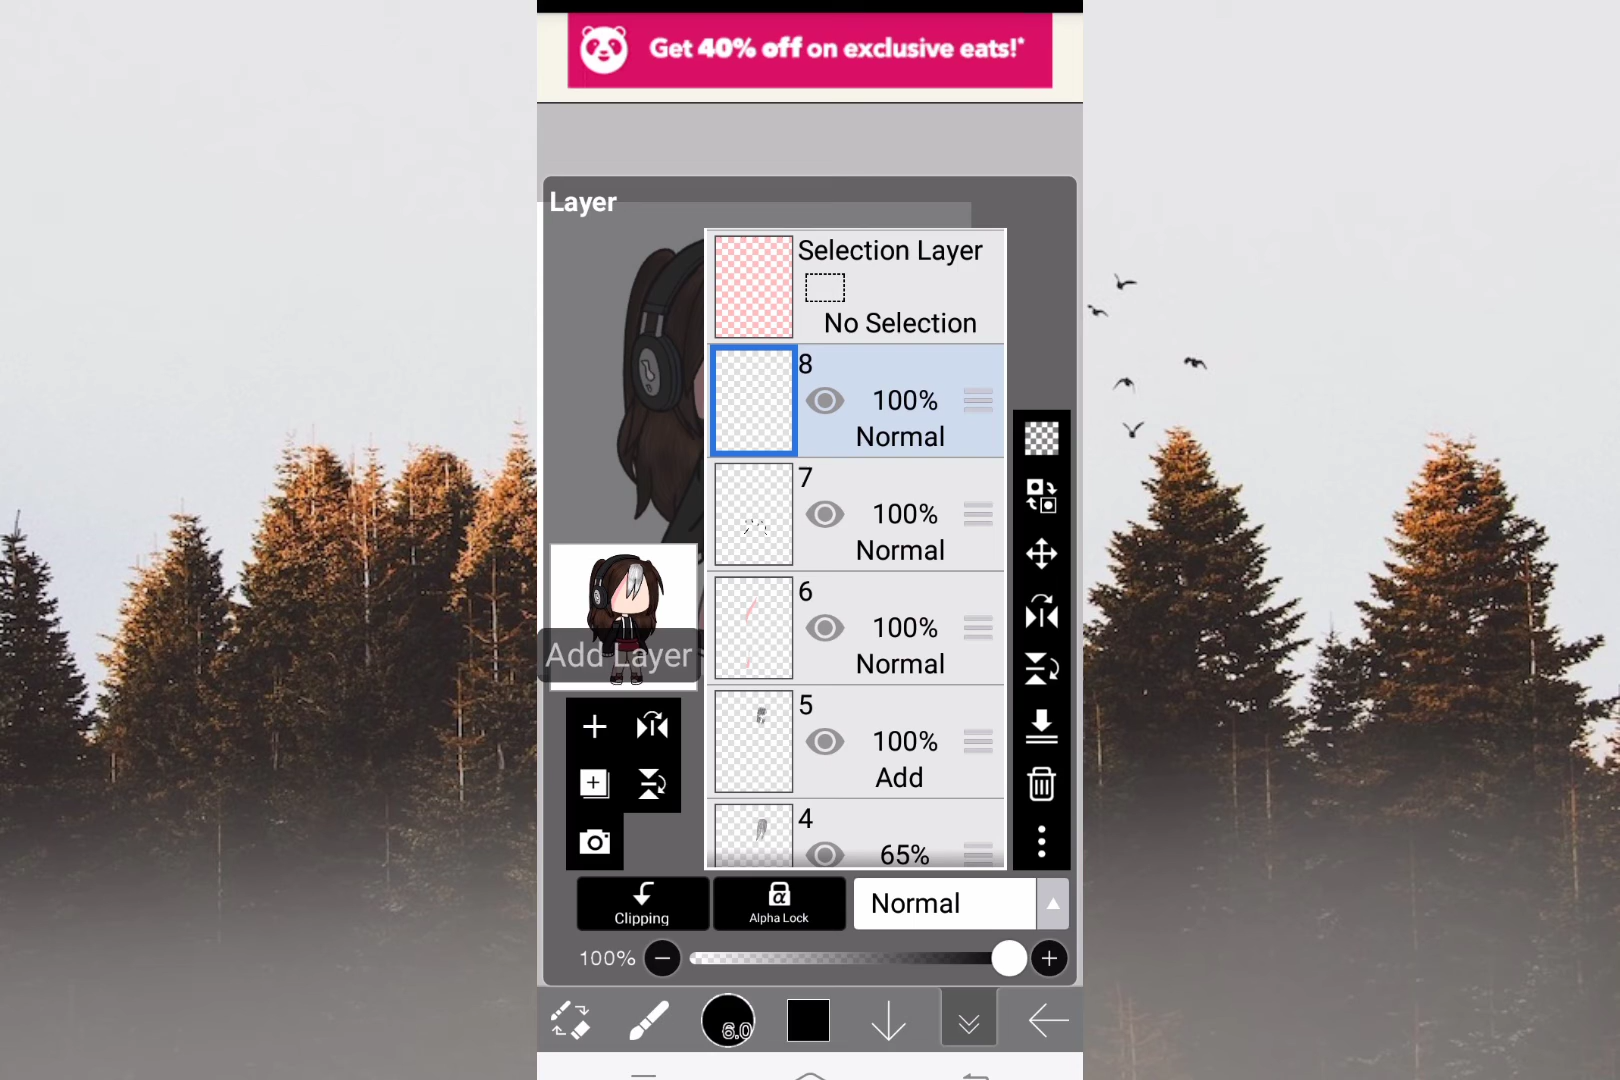 Get 40% off on exclusive eats!*
Layer
Selection Layer
No Selection
8
100%
Normal
7
100%
Normal
6
100%
Normal
5
100%
Add
4
65%
Add Layer
Clipping
α
Alpha Lock
Normal
100%
6.0